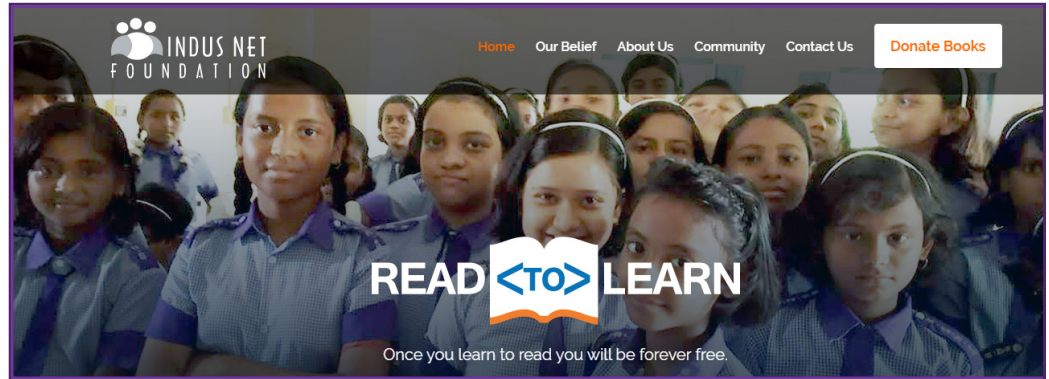 INDUS NET
FOUNDATION
Home Our Belief About Us Community Contact Us Donate Books
READ <TO> LEARN
Once you learn to read you will be forever free.